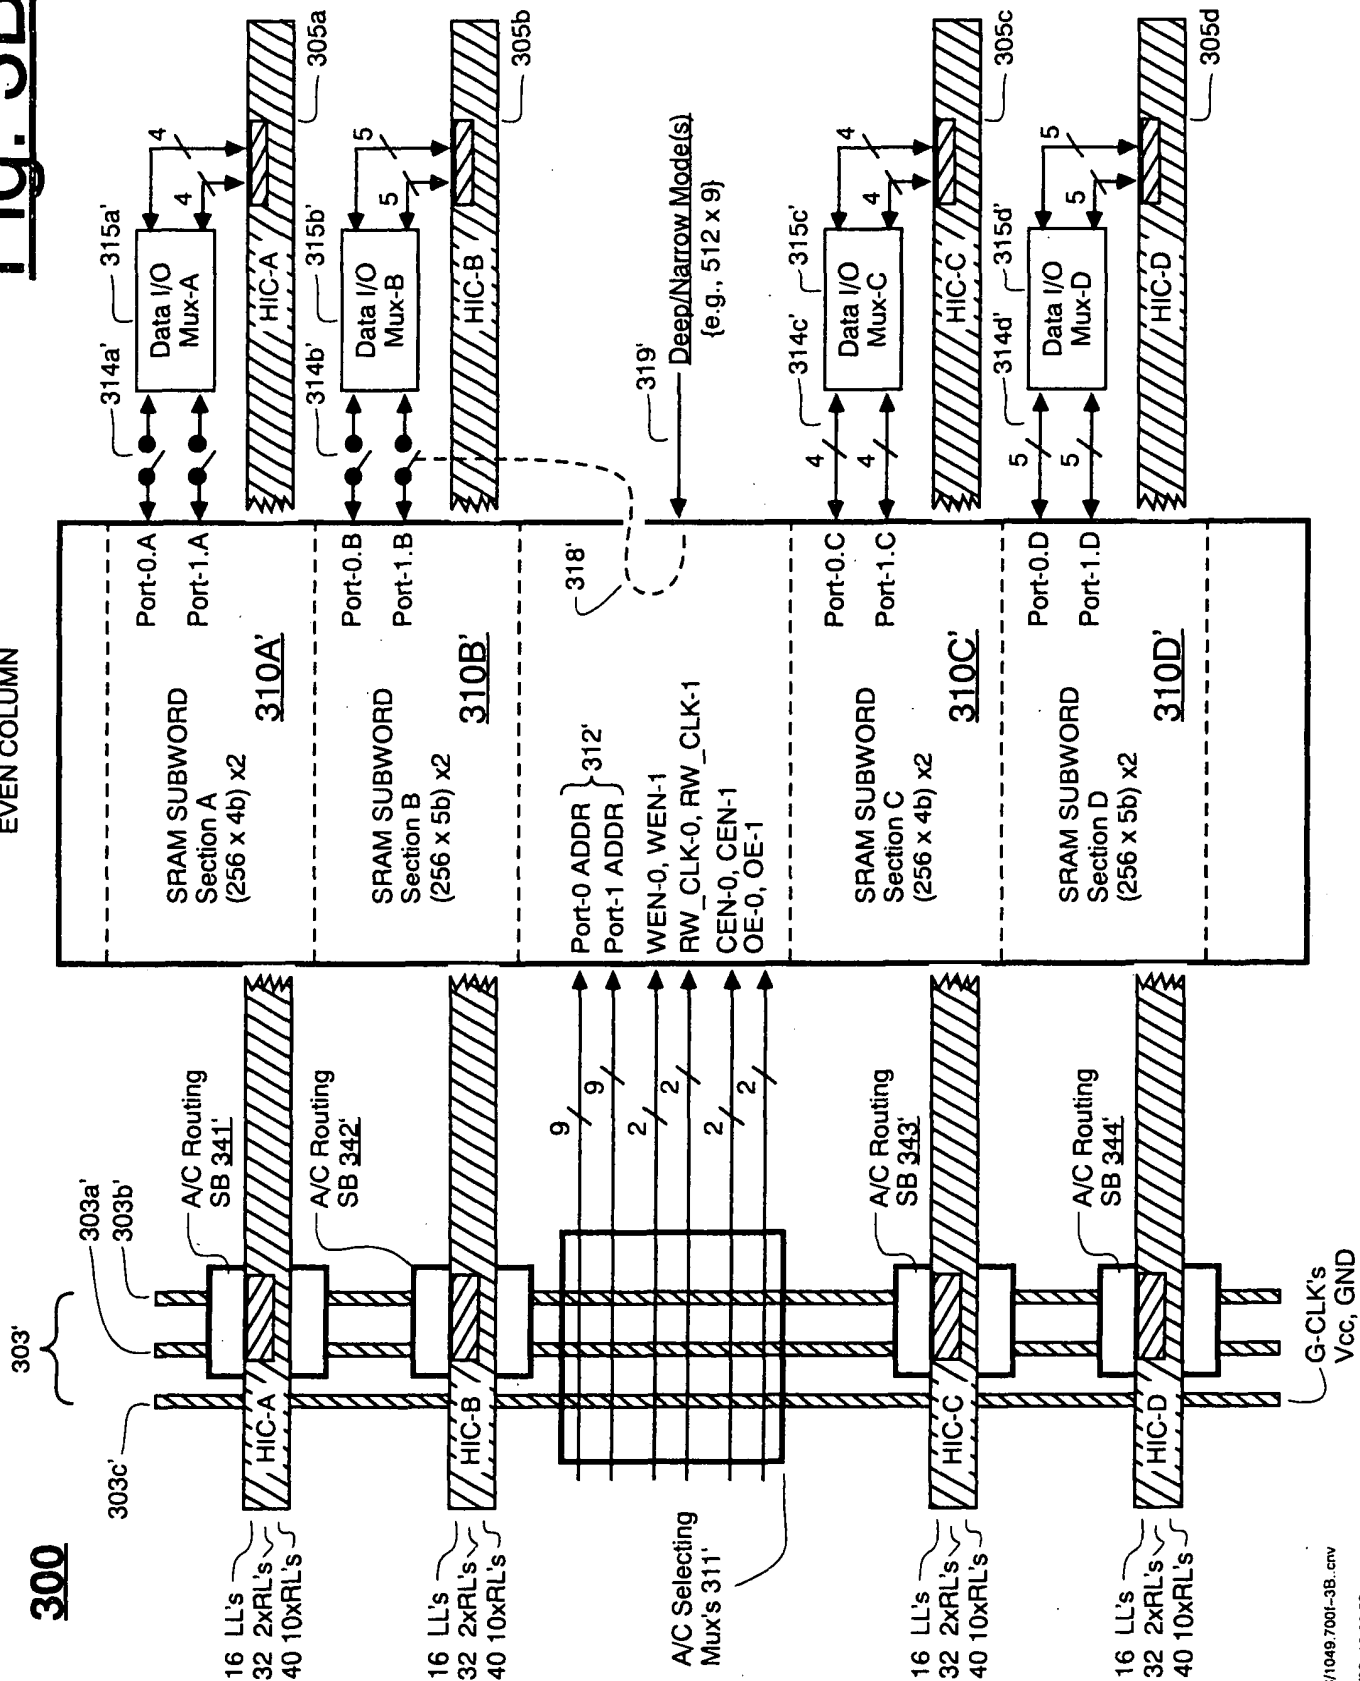 Fig. 3B
EVEN COLUMN
300
303'
303a'
303b'
303c'
A/C Routing
SB 341'
A/C Routing
SB 342'
A/C Routing
SB 343'
A/C Routing
SB 344'
G-CLK's
Vcc, GND
16 LL's
32 2xRL's
40 10xRL's
HIC-A
16 LL's
32 2xRL's
40 10xRL's
HIC-B
A/C Selecting
Mux's 311'
16 LL's
32 2xRL's
40 10xRL's
HIC-C
16 LL's
32 2xRL's
40 10xRL's
HIC-D
9
9
2
2
2
2
SRAM SUBWORD
Section A
(256 x 4b) x2
310A'
Port-0.A
Port-1.A
SRAM SUBWORD
Section B
(256 x 5b) x2
310B'
Port-0.B
Port-1.B
Port-0 ADDR
Port-1 ADDR
312'
WEN-0, WEN-1
RW_CLK-0, RW_CLK-1
CEN-0, CEN-1
OE-0, OE-1
318'
SRAM SUBWORD
Section C
(256 x 4b) x2
310C'
Port-0.C
Port-1.C
SRAM SUBWORD
Section D
(256 x 5b) x2
310D'
Port-0.D
Port-1.D
314a'
315a'
Data I/O
Mux-A
4
4
HIC-A
305a
314b'
315b'
Data I/O
Mux-B
5
5
HIC-B
305b
319'
Deep/Narrow Mode(s)
{e.g., 512 x 9}
314c'
315c'
4
4
Data I/O
Mux-C
4
4
HIC-C
305c
314d'
315d'
5
5
Data I/O
Mux-D
5
5
HIC-D
305d
/1049.700f-3B..cnv